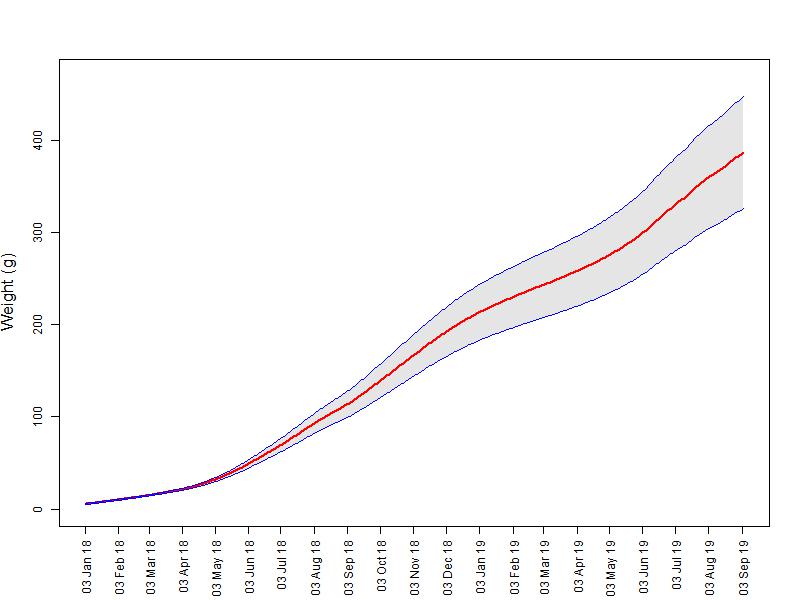 Weight (g)
400
300
200
100
0
03 Jan 18
03 Feb 18
03 Mar 18
03 Apr 18
03 May 18
03 Jun 18
03 Jul 18
03 Aug 18
03 Sep 18
03 Oct 18
03 Nov 18
03 Dec 18
03 Jan 19
03 Feb 19
03 Mar 19
03 Apr 19
03 May 19
03 Jun 19
03 Jul 19
03 Aug 19
03 Sep 19